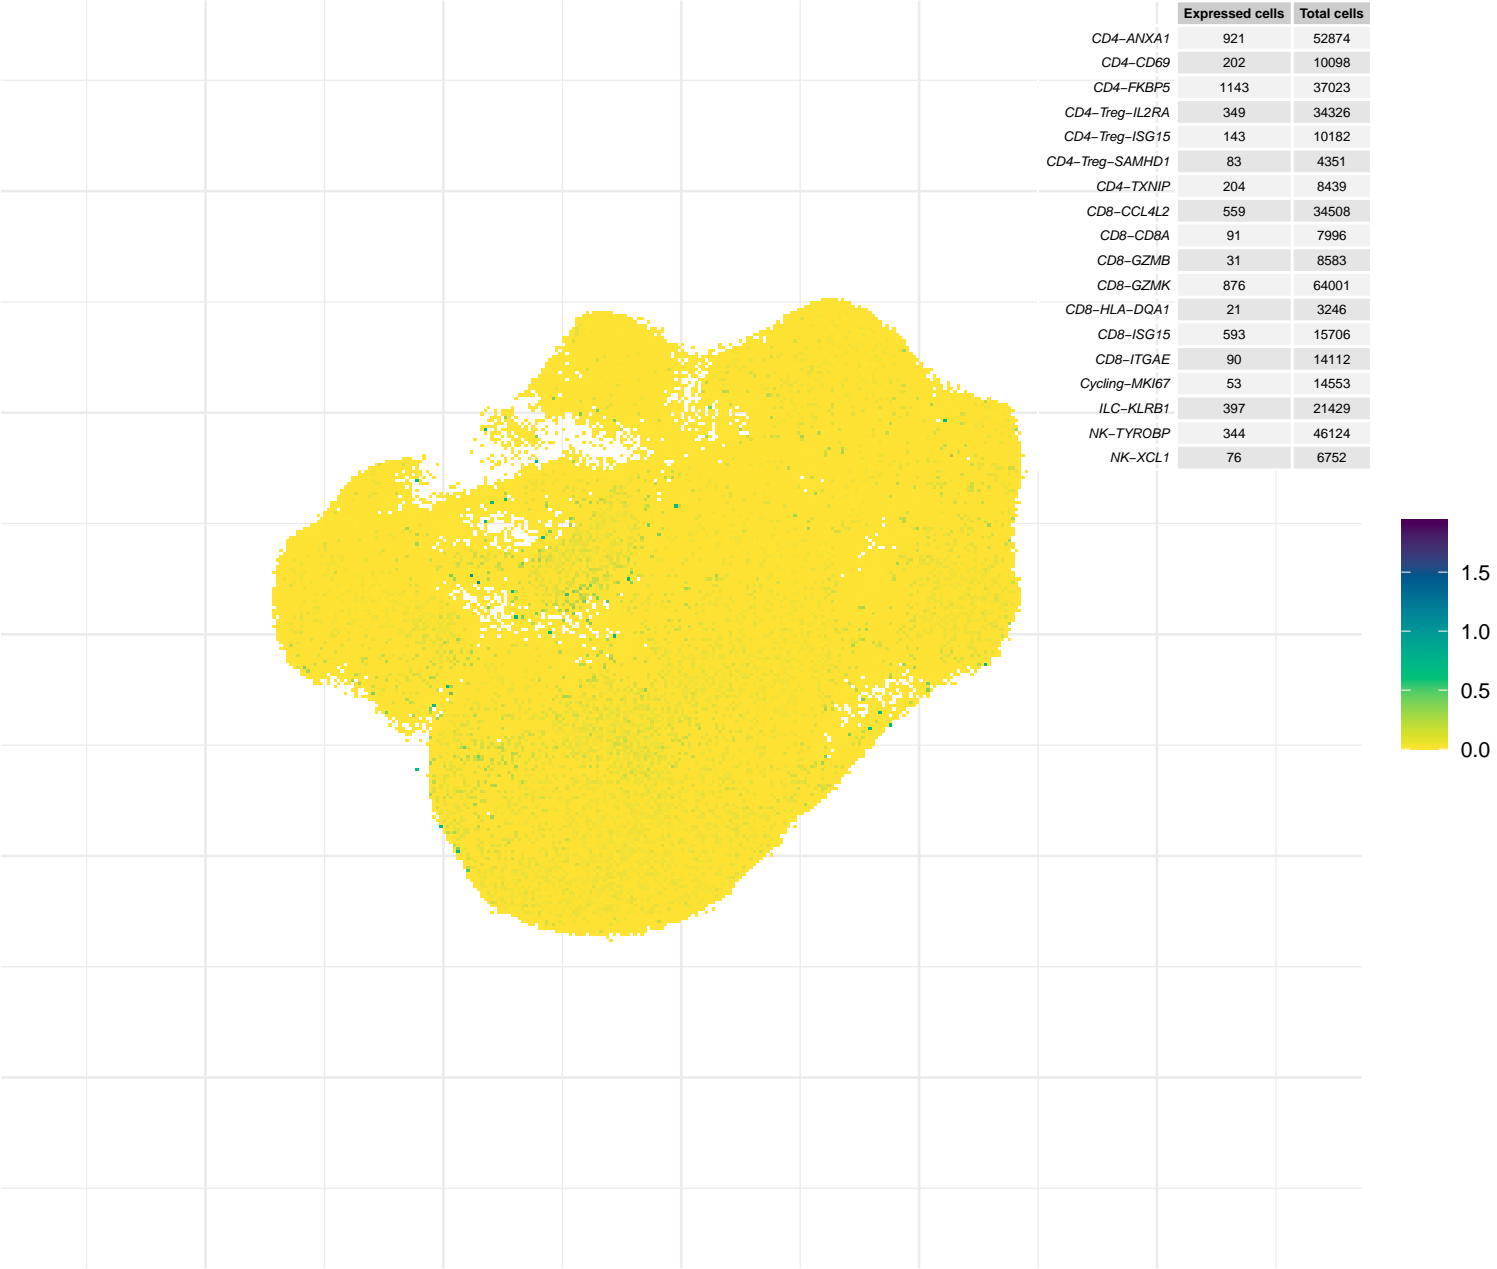 Expressed cells Total cells
CD4−ANXA1 921 52874
CD4−CD69 202 10098
CD4−FKBP5 1143 37023
CD4−Treg−IL2RA 349 34326
CD4−Treg−ISG15 143 10182
CD4−Treg−SAMHD1 83 4351
CD4−TXNIP 204 8439
CD8−CCL4L2 559 34508
CD8−CD8A 91 7996
CD8−GZMB 31 8583
CD8−GZMK 876 64001
CD8−HLA−DQA1 21 3246
CD8−ISG15 593 15706
CD8−ITGAE 90 14112
Cycling−MKI67 53 14553
ILC−KLRB1 397 21429
NK−TYROBP 344 46124
NK−XCL1 76 6752
1.5
1.0
0.5
0.0